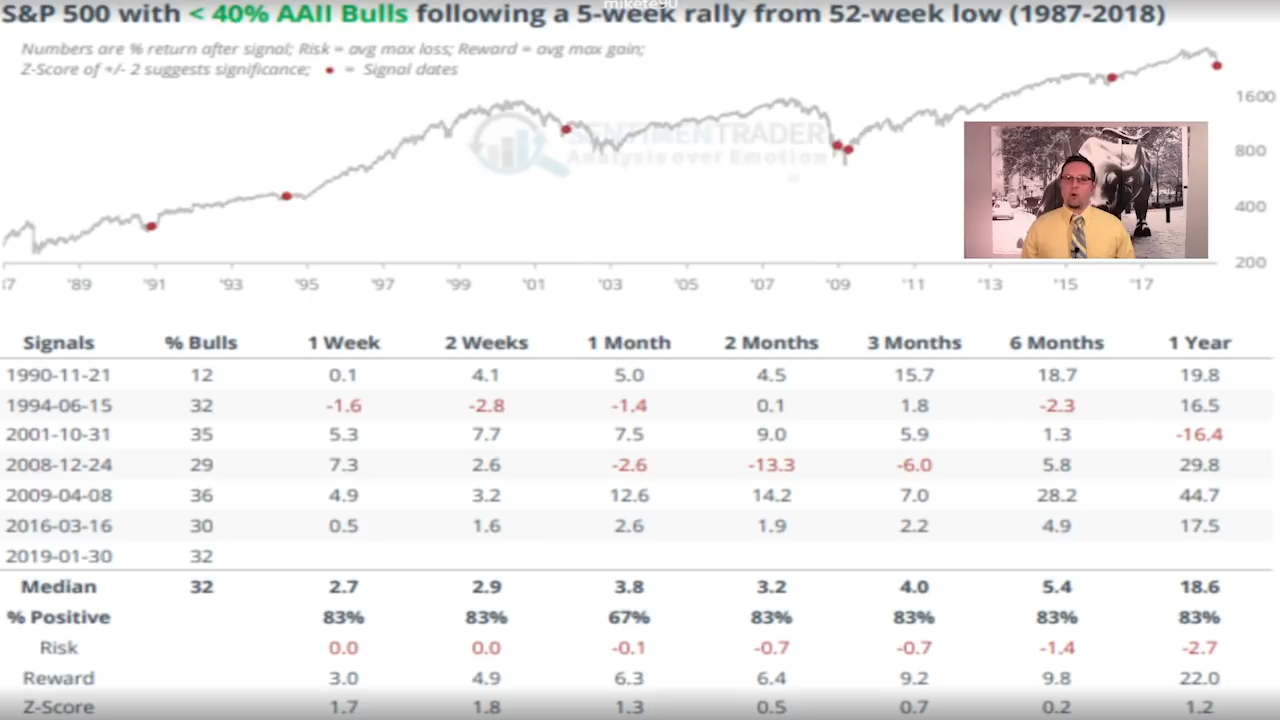 mikete90
S&P 500 with < 40% AAII Bulls following a 5-week rally from 52-week low (1987-2018)
Numbers are % return after signal; Risk = avg max loss; Reward = avg max gain;
Z-Score of +/- 2 suggests significance; • = Signal dates
SENTIMENTRADER
Analysis over Emotion
1600
800
400
200
'89 '91 '93 '95 '97 '99 '01 '03 '05 '07 '09 '11 '13 '15 '17
Signals % Bulls 1 Week 2 Weeks 1 Month 2 Months 3 Months 6 Months 1 Year
1990-11-21 12 0.1 4.1 5.0 4.5 15.7 18.7 19.8
1994-06-15 32 -1.6 -2.8 -1.4 0.1 1.8 -2.3 16.5
2001-10-31 35 5.3 7.7 7.5 9.0 5.9 1.3 -16.4
2008-12-24 29 7.3 2.6 -2.6 -13.3 -6.0 5.8 29.8
2009-04-08 36 4.9 3.2 12.6 14.2 7.0 28.2 44.7
2016-03-16 30 0.5 1.6 2.6 1.9 2.2 4.9 17.5
2019-01-30 32
Median 32 2.7 2.9 3.8 3.2 4.0 5.4 18.6
% Positive 83% 83% 67% 83% 83% 83% 83%
Risk 0.0 0.0 -0.1 -0.7 -0.7 -1.4 -2.7
Reward 3.0 4.9 6.3 6.4 9.2 9.8 22.0
Z-Score 1.7 1.8 1.3 0.5 0.7 0.2 1.2